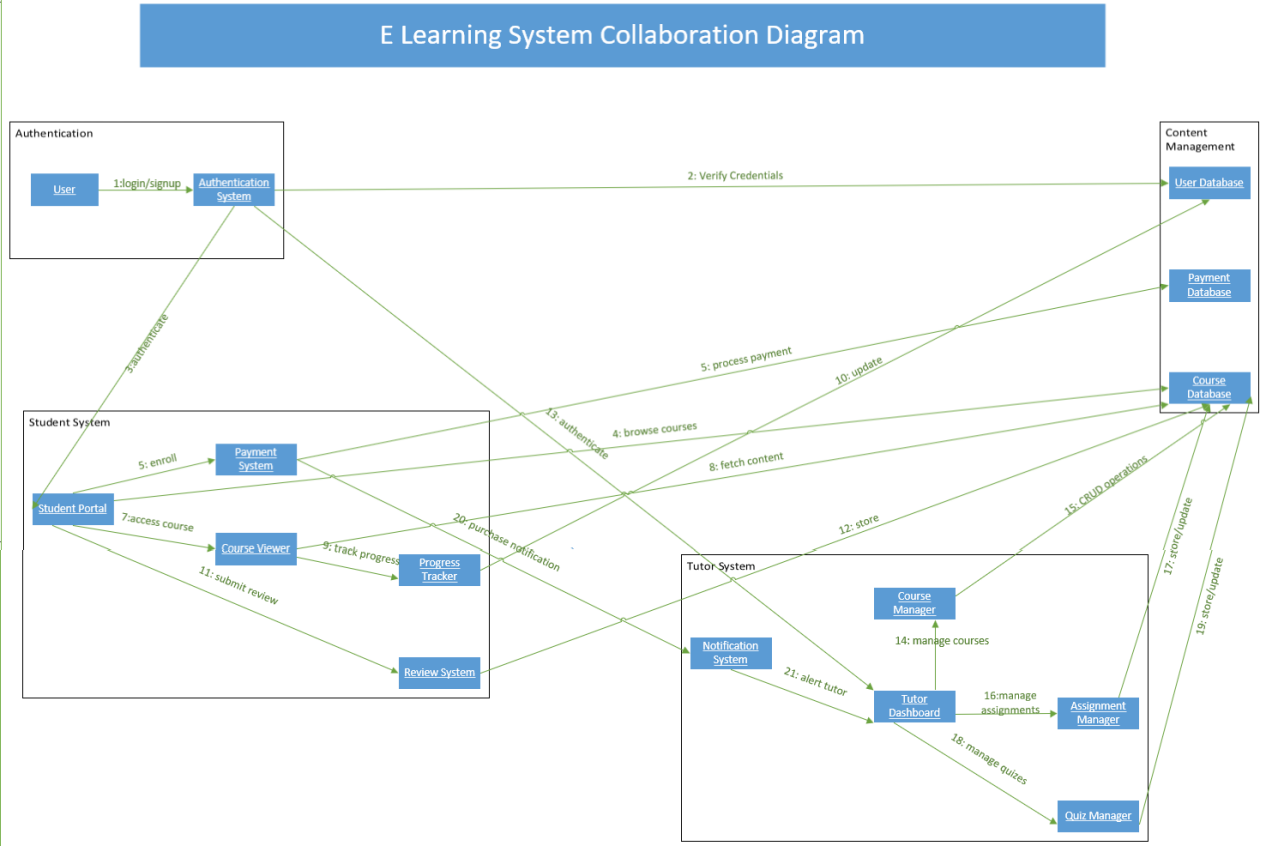 E Learning System Collaboration Diagram
Authentication
User
1:login/signup
Authentication
System
2: Verify Credentials
Content
Management
User Database
Payment
Database
Course
Database
3:authenticate
5: process payment
10: update
13: authenticate
4: browse courses
8: fetch content
Student System
5: enroll
Payment
System
Student Portal
7:access course
Course Viewer
9: track progress
Progress
Tracker
11: submit review
Review System
20: purchase notification
12: store
15: CRUD operations
17: store/update
19: store/update
Tutor System
Course
Manager
14: manage courses
Notification
System
21: alert tutor
Tutor
Dashboard
16:manage
assignments
Assignment
Manager
18: manage quizes
Quiz Manager